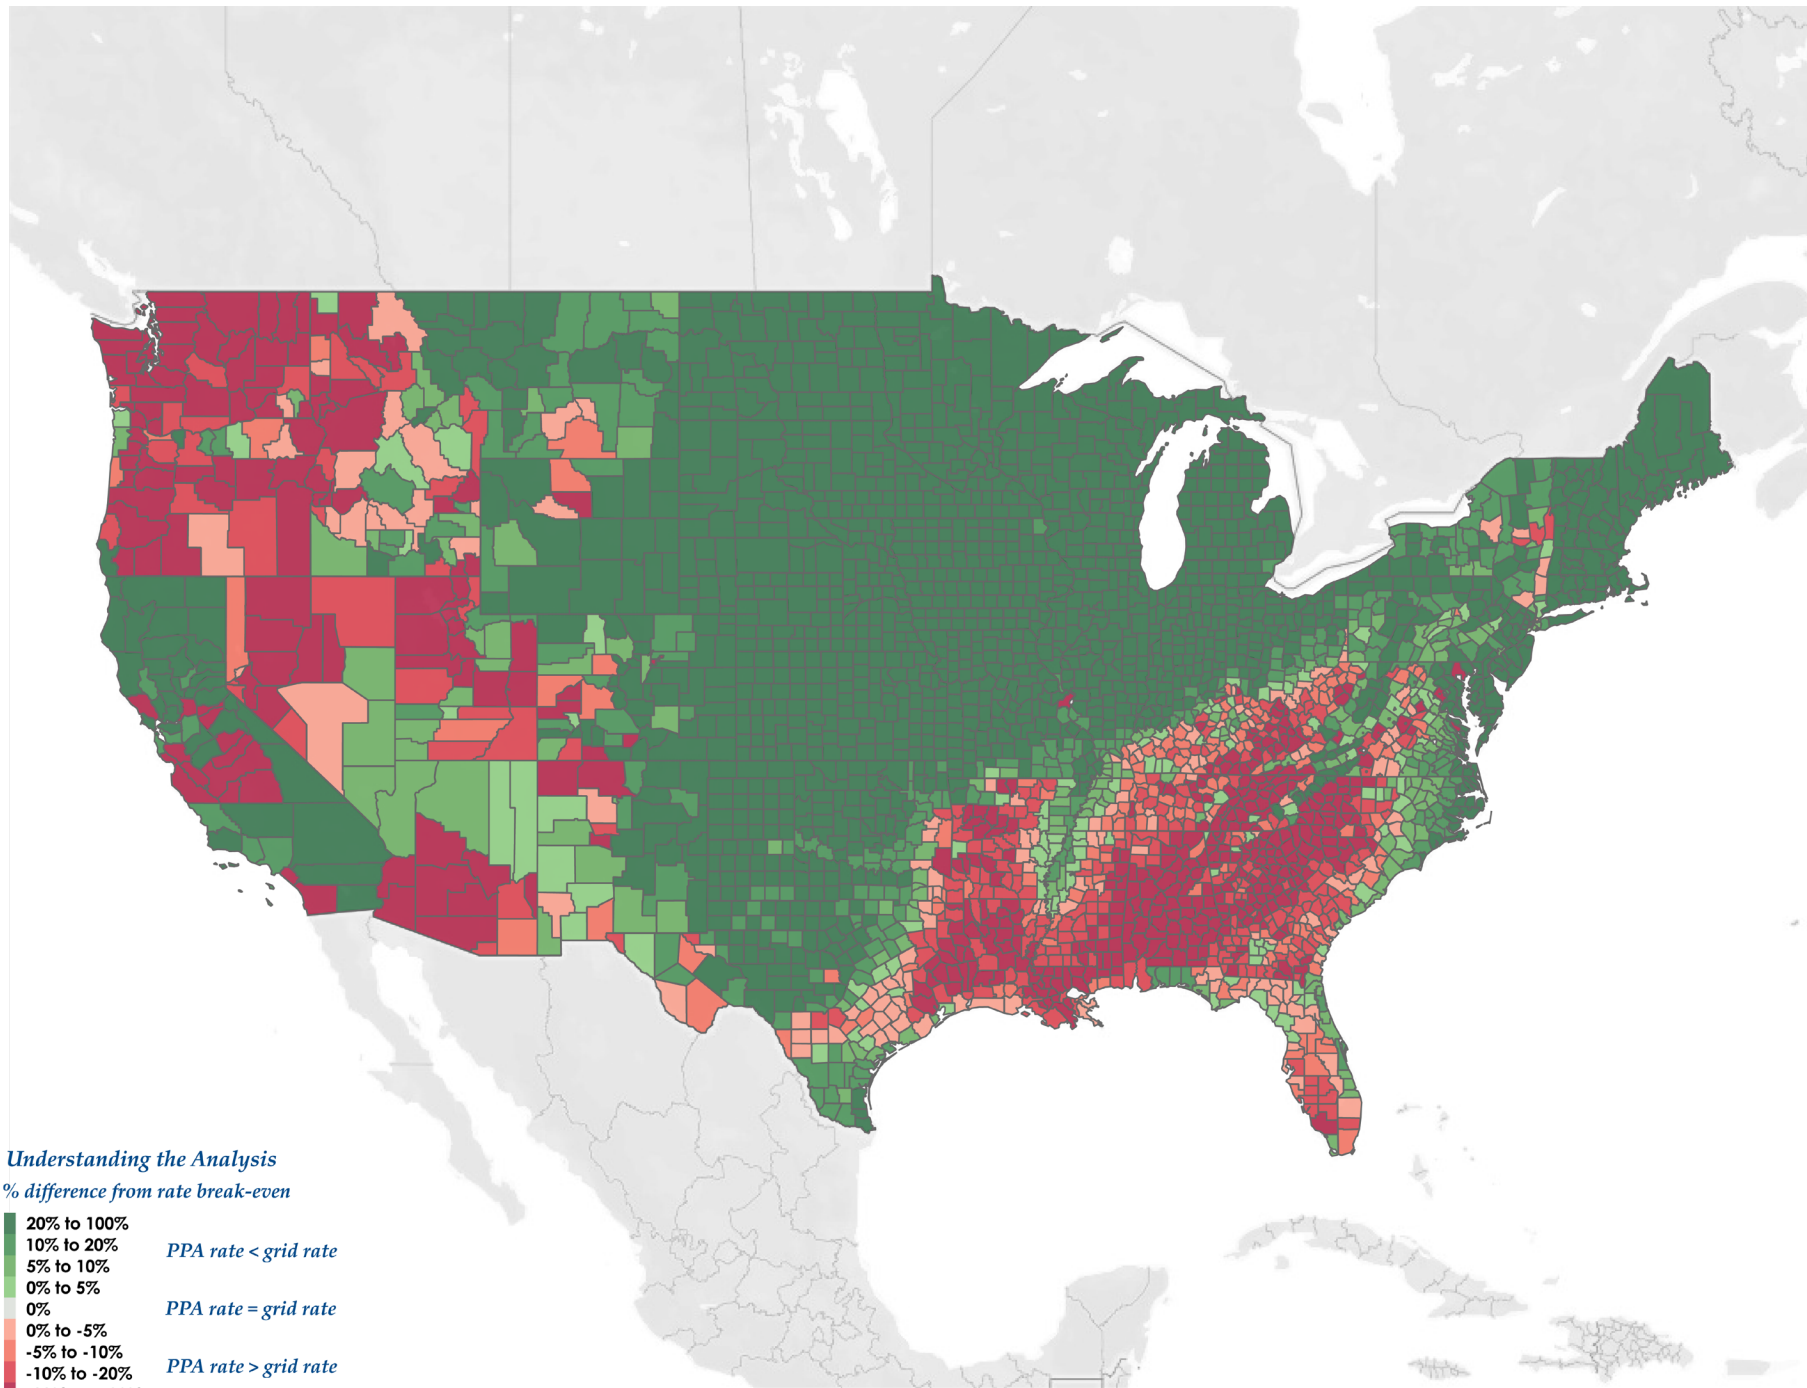 Understanding the Analysis
% difference from rate break-even
20% to 100%
10% to 20%
PPA rate < grid rate
5% to 10%
0% to 5%
0%
PPA rate = grid rate
0% to -5%
-5% to -10%
PPA rate > grid rate
-10% to -20%